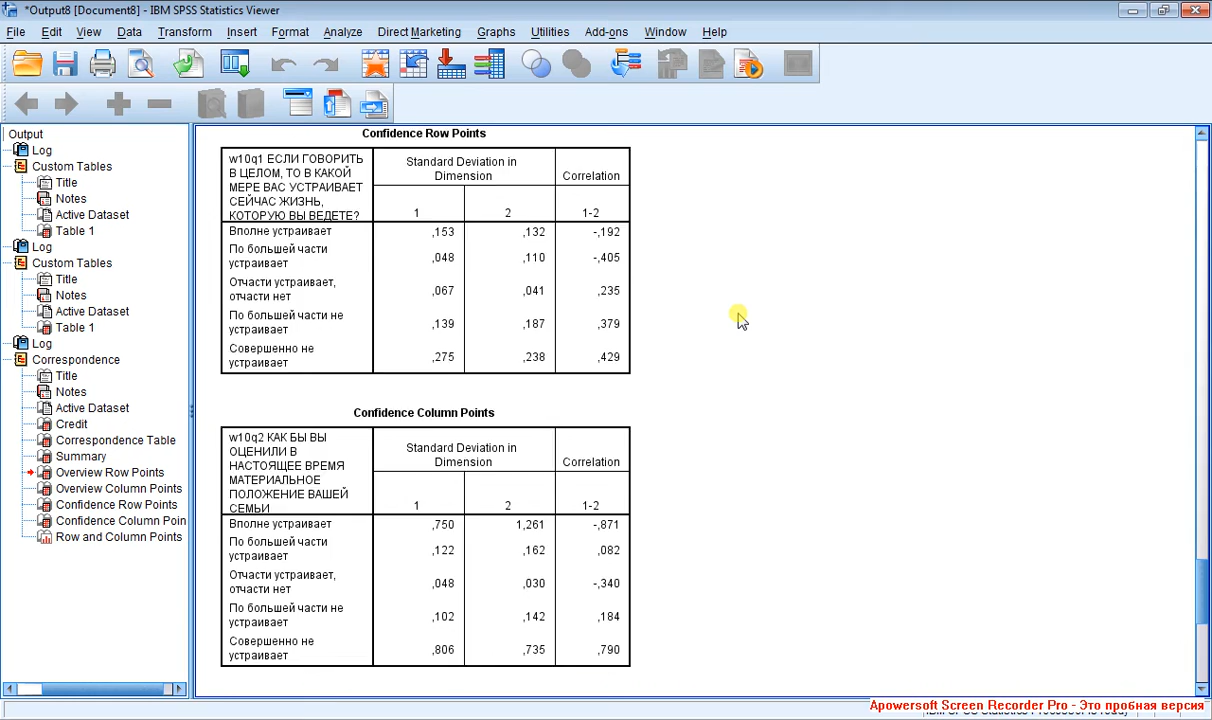 *Output8 [Document8] - IBM SPSS Statistics Viewer
File Edit View Data Transform Insert Format Analyze Direct Marketing Graphs Utilities Add-ons Window Help
Output
Log
Custom Tables
Title
Notes
Active Dataset
Table 1
Log
Custom Tables
Title
Notes
Active Dataset
Table 1
Log
Correspondence
Title
Notes
Active Dataset
Credit
Correspondence Table
Summary
Overview Row Points
Overview Column Points
Confidence Row Points
Confidence Column Poin
Row and Column Points
Confidence Row Points
w10q1 ЕСЛИ ГОВОРИТЬ
В ЦЕЛОМ, ТО В КАКОЙ
МЕРЕ ВАС УСТРАИВАЕТ
СЕЙЧАС ЖИЗНЬ,
КОТОРУЮ ВЫ ВЕДЕТЕ?
Standard Deviation in
Dimension
Correlation
1 2 1-2
Вполне устраивает ,153 ,132 -,192
По большей части
устраивает ,048 ,110 -,405
Отчасти устраивает,
отчасти нет ,067 ,041 ,235
По большей части не
устраивает ,139 ,187 ,379
Совершенно не
устраивает ,275 ,238 ,429
Confidence Column Points
w10q2 КАК БЫ ВЫ
ОЦЕНИЛИ В
НАСТОЯЩЕЕ ВРЕМЯ
МАТЕРИАЛЬНОЕ
ПОЛОЖЕНИЕ ВАШЕЙ
СЕМЬИ
Standard Deviation in
Dimension
Correlation
1 2 1-2
Вполне устраивает ,750 1,261 -,871
По большей части
устраивает ,122 ,162 ,082
Отчасти устраивает,
отчасти нет ,048 ,030 -,340
По большей части не
устраивает ,102 ,142 ,184
Совершенно не
устраивает ,806 ,735 ,790
Apowersoft Screen Recorder Pro - Это пробная версия